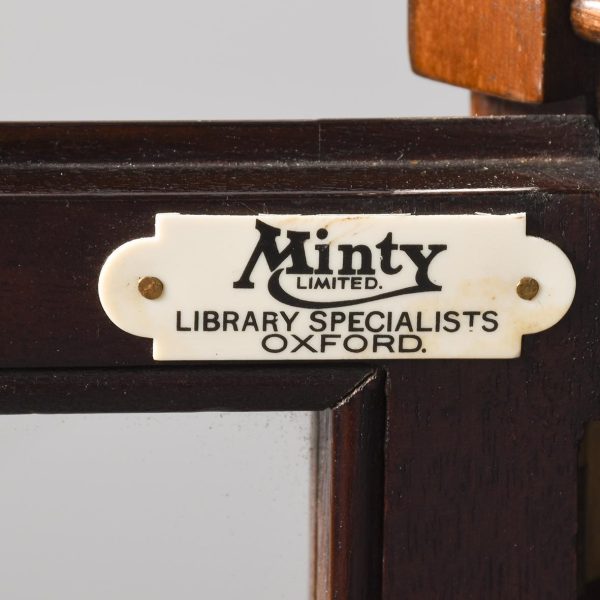 Minty
LIMITED.
LIBRARY SPECIALISTS
OXFORD.